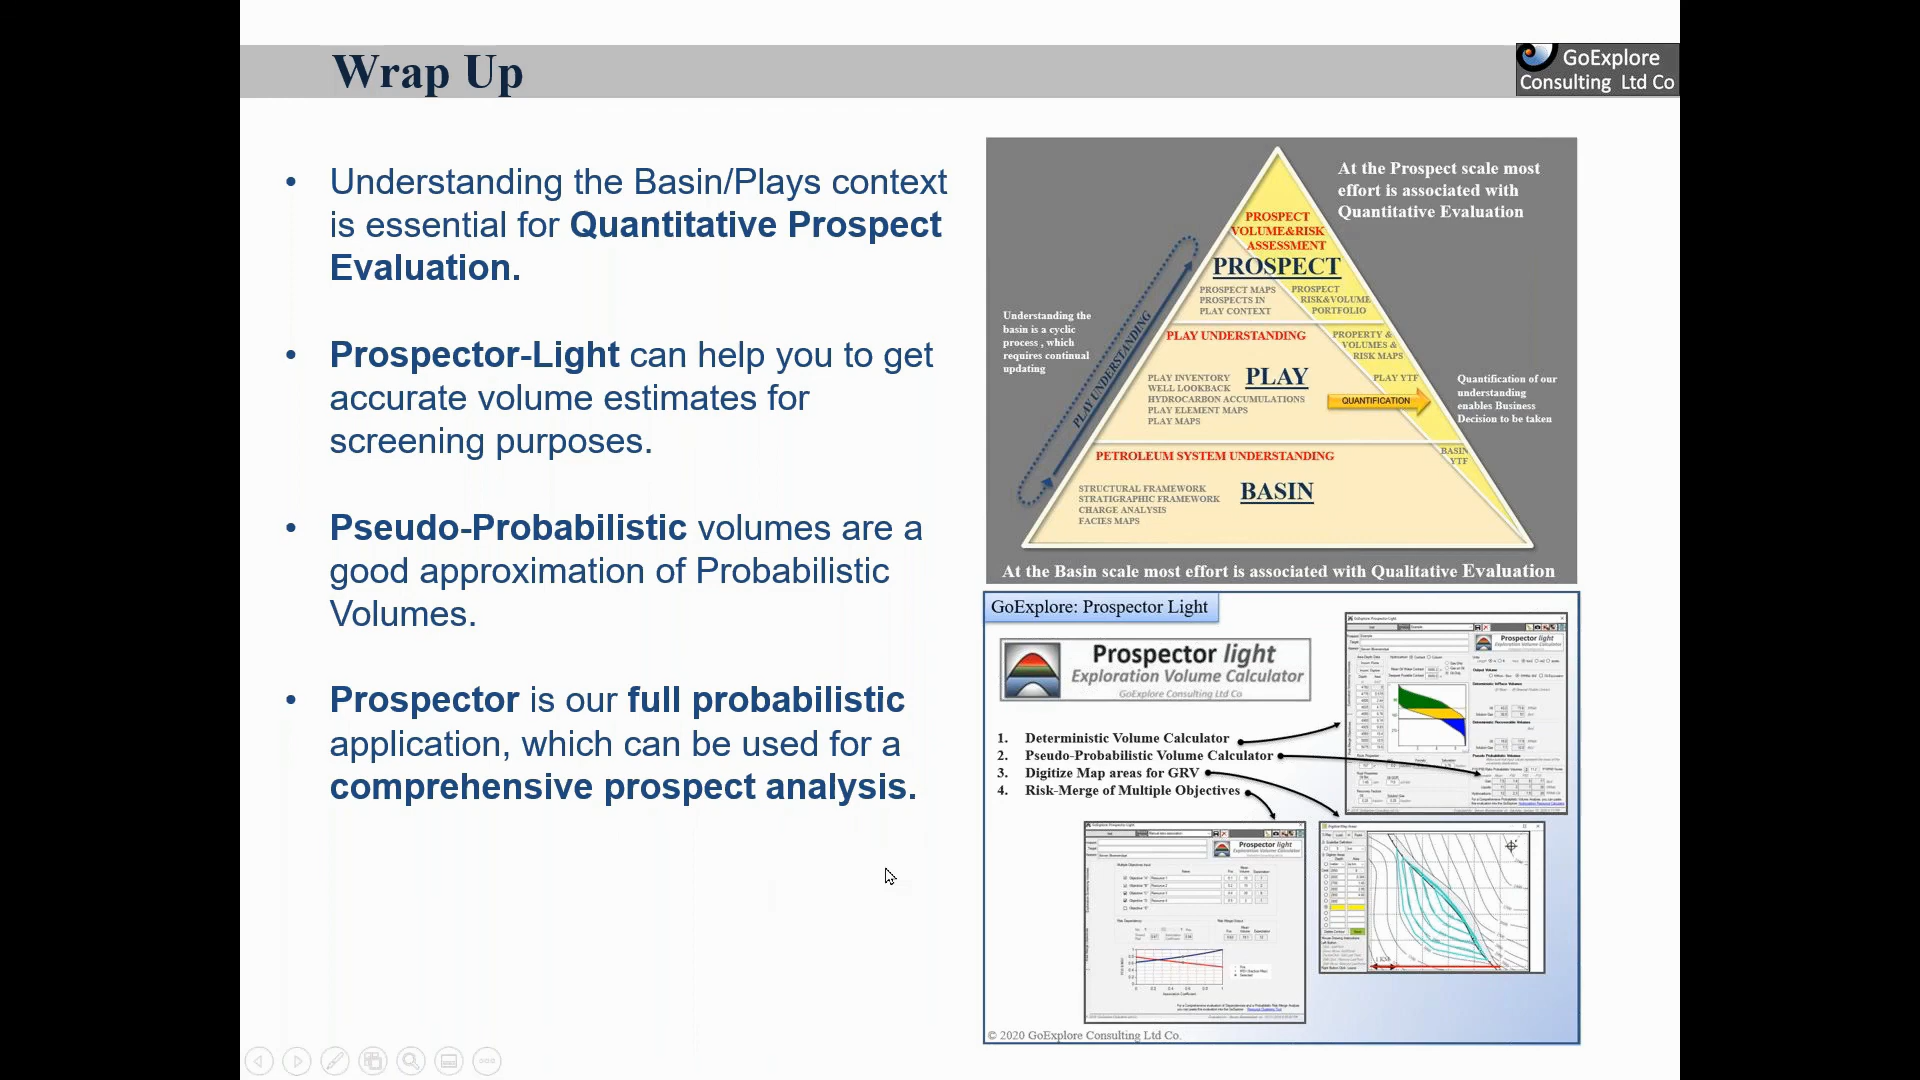 Wrap Up
GoExplore
Consulting Ltd Co
• Understanding the Basin/Plays context
is essential for Quantitative Prospect
Evaluation.
• Prospector-Light can help you to get
accurate volume estimates for
screening purposes.
• Pseudo-Probabilistic volumes are a
good approximation of Probabilistic
Volumes.
• Prospector is our full probabilistic
application, which can be used for a
comprehensive prospect analysis.
At the Prospect scale most
effort is associated with
Quantitative Evaluation
PROSPECT
VOLUME&RISK
ASSESSMENT
PROSPECT
PROSPECT MAPS
PROSPECTS IN
PLAY CONTEXT
PROSPECT
RISK&VOLUME
PORTFOLIO
Understanding the
basin is a cyclic
process , which
requires continual
updating
PLAY UNDERSTANDING
PLAY UNDERSTANDING
PROPERTY &
VOLUMES &
RISK MAPS
PLAY INVENTORY
WELL LOOKBACK
HYDROCARBON ACCUMULATIONS
PLAY ELEMENT MAPS
PLAY MAPS
PLAY
PLAY YTF
QUANTIFICATION
Quantification of our
understanding
enables Business
Decision to be taken
PETROLEUM SYSTEM UNDERSTANDING
BASIN
YTF
STRUCTURAL FRAMEWORK
STRATIGRAPHIC FRAMEWORK
CHARGE ANALYSIS
FACIES MAPS
BASIN
At the Basin scale most effort is associated with Qualitative Evaluation
GoExplore: Prospector Light
Prospector light
Exploration Volume Calculator
GoExplore Consulting Ltd Co
1. Deterministic Volume Calculator
2. Pseudo-Probabilistic Volume Calculator
3. Digitize Map areas for GRV
4. Risk-Merge of Multiple Objectives
Prospector light
Prospector light
Exploration Volume Calculator
1 KM
© 2020 GoExplore Consulting Ltd Co.